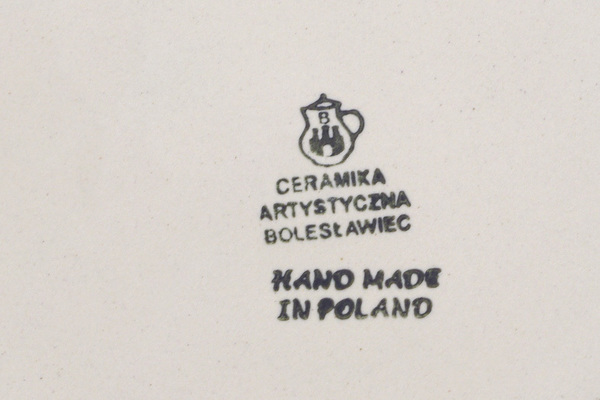 B
CERAMIKA
ARTYSTYCZNA
BOLESŁAWIEC
HAND MADE
IN POLAND